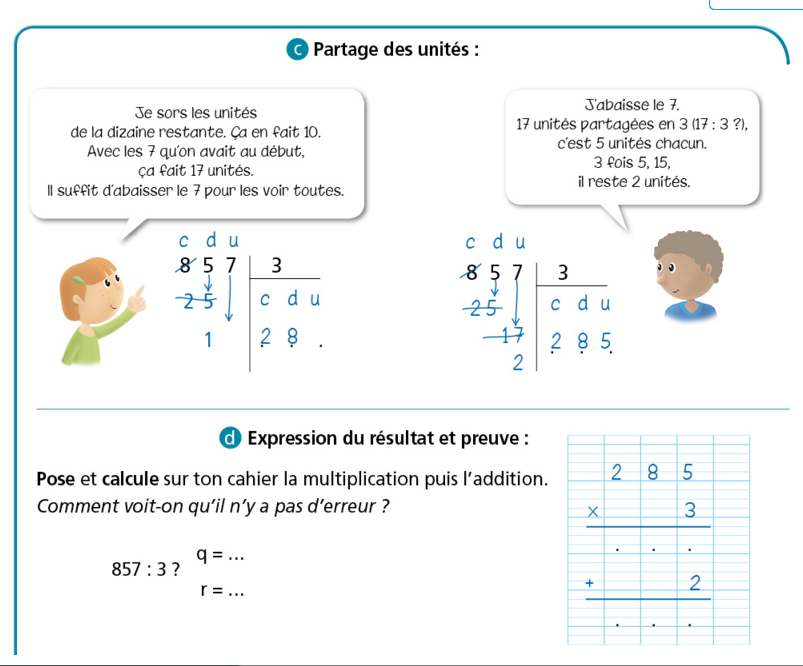 c Partage des unités :
Je sors les unités
de la dizaine restante. Ça en fait 10.
Avec les 7 qu'on avait au début,
ça fait 17 unités.
Il suffit d'abaisser le 7 pour les voir toutes.
J'abaisse le 7.
17 unités partagées en 3 (17 : 3 ?),
c'est 5 unités chacun.
3 fois 5, 15,
il reste 2 unités.
c d u
8 5 7 3
2 5 c d u
1 2 8 .
c d u
8 5 7 3
2 5 c d u
1 7 2 8 5
2
d Expression du résultat et preuve :
Pose et calcule sur ton cahier la multiplication puis l'addition.
Comment voit-on qu'il n'y a pas d'erreur ?
857 : 3 ?
q = ...
r = ...
2 8 5
× 3
. . .
+ 2
. . .